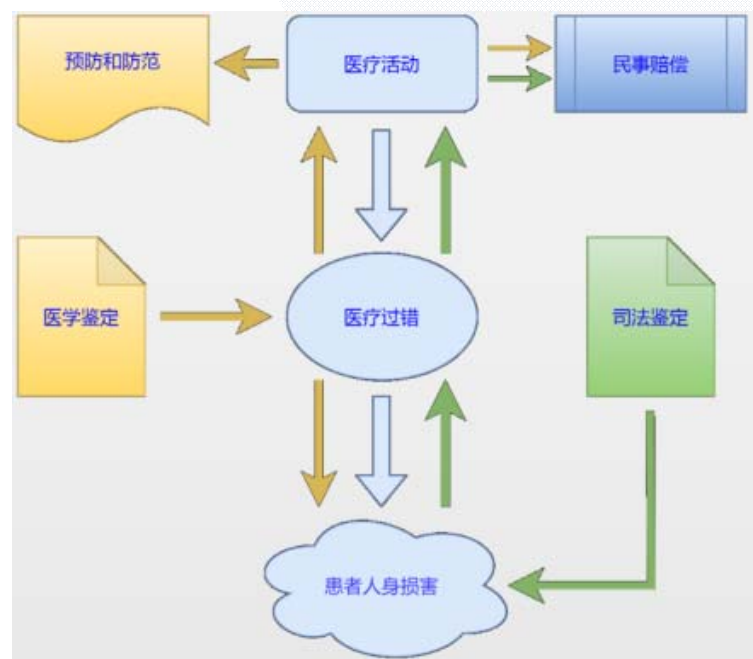 预防和防范
医疗活动
民事赔偿
医学鉴定
医疗过错
司法鉴定
患者人身损害